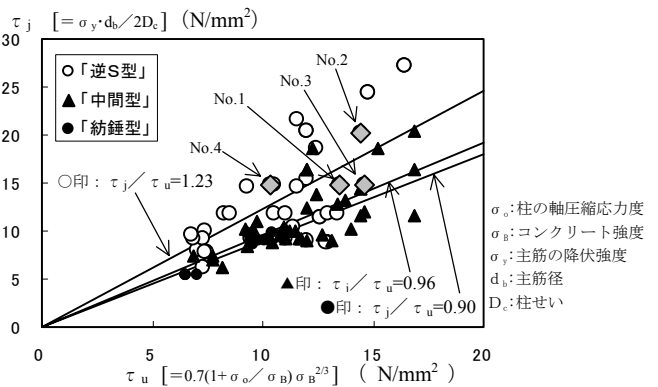 τj [=σy・db／2Dc] (N/mm²)
30
25
20
15
10
5
0
○「逆Ｓ型」
▲「中間型」
●「紡錘型」
No.2
No.3
No.1
No.4
○印：τj／τu=1.23
▲印：τj／τu=0.96
●印：τj／τu=0.90
σo:柱の軸圧縮応力度
σB:コンクリート強度
σy:主筋の降伏強度
db:主筋径
Dc:柱せい
0 5 10 15 20
τu [=0.7(1+σo／σB)σB^2/3] (N/mm²)